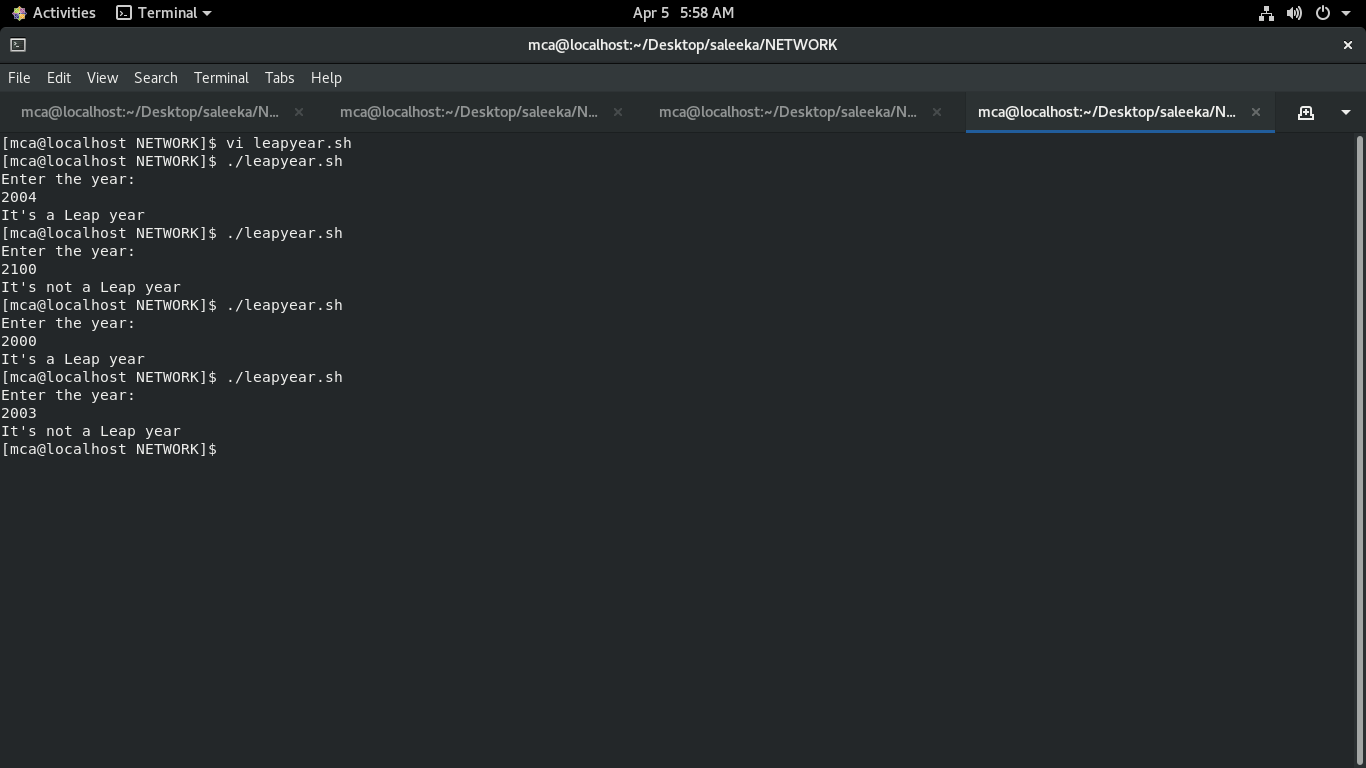 Activities Terminal Apr 5 5:58 AM
mca@localhost:~/Desktop/saleeka/NETWORK
File Edit View Search Terminal Tabs Help
mca@localhost:~/Desktop/saleeka/N... mca@localhost:~/Desktop/saleeka/N... mca@localhost:~/Desktop/saleeka/N... mca@localhost:~/Desktop/saleeka/N...
[mca@localhost NETWORK]$ vi leapyear.sh
[mca@localhost NETWORK]$ ./leapyear.sh
Enter the year:
2004
It's a Leap year
[mca@localhost NETWORK]$ ./leapyear.sh
Enter the year:
2100
It's not a Leap year
[mca@localhost NETWORK]$ ./leapyear.sh
Enter the year:
2000
It's a Leap year
[mca@localhost NETWORK]$ ./leapyear.sh
Enter the year:
2003
It's not a Leap year
[mca@localhost NETWORK]$